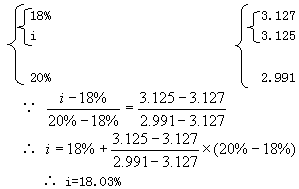 18% 3.127
i 3.125
20% 2.991
∵ (i−18%)/(20%−18%) = (3.125−3.127)/(2.991−3.127)
∴ i = 18% + (3.125−3.127)/(2.991−3.127) × (20%−18%)
∴ i=18.03%